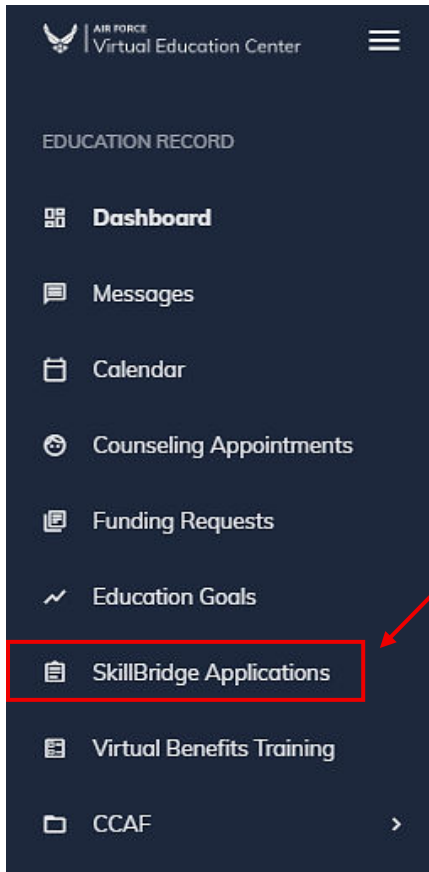 AIR FORCE
Virtual Education Center
EDUCATION RECORD
Dashboard
Messages
Calendar
Counseling Appointments
Funding Requests
Education Goals
SkillBridge Applications
Virtual Benefits Training
CCAF